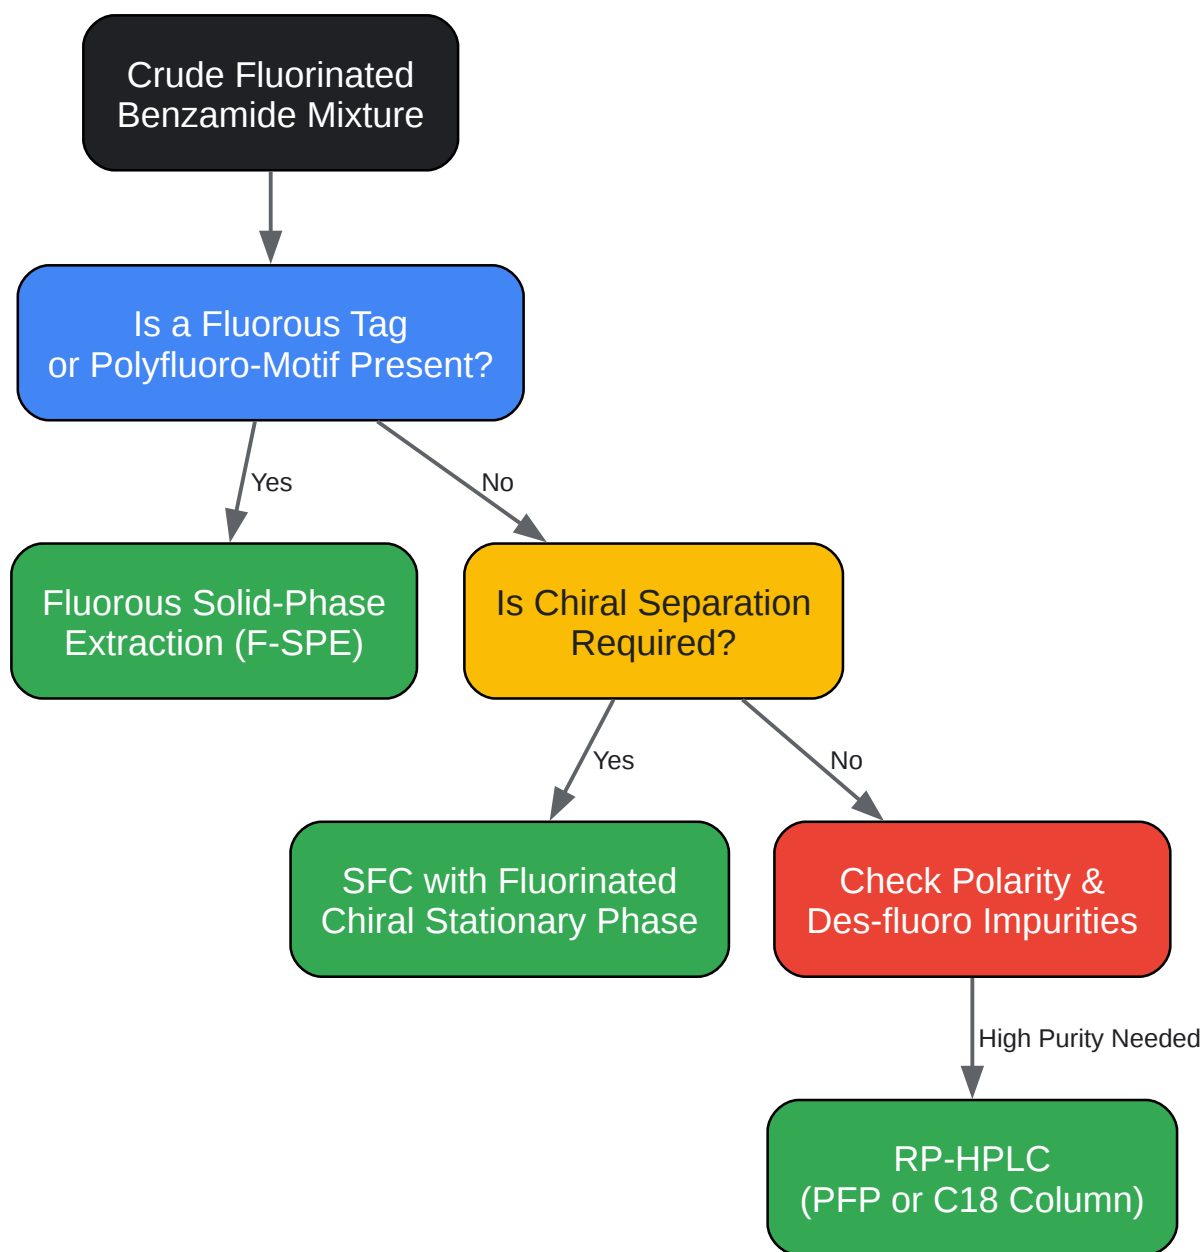 Crude Fluorinated
Benzamide Mixture
Is a Fluorous Tag
or Polyfluoro-Motif Present?
Yes
No
Fluorous Solid-Phase
Extraction (F-SPE)
Is Chiral Separation
Required?
Yes
No
SFC with Fluorinated
Chiral Stationary Phase
Check Polarity &
Des-fluoro Impurities
High Purity Needed
RP-HPLC
(PFP or C18 Column)